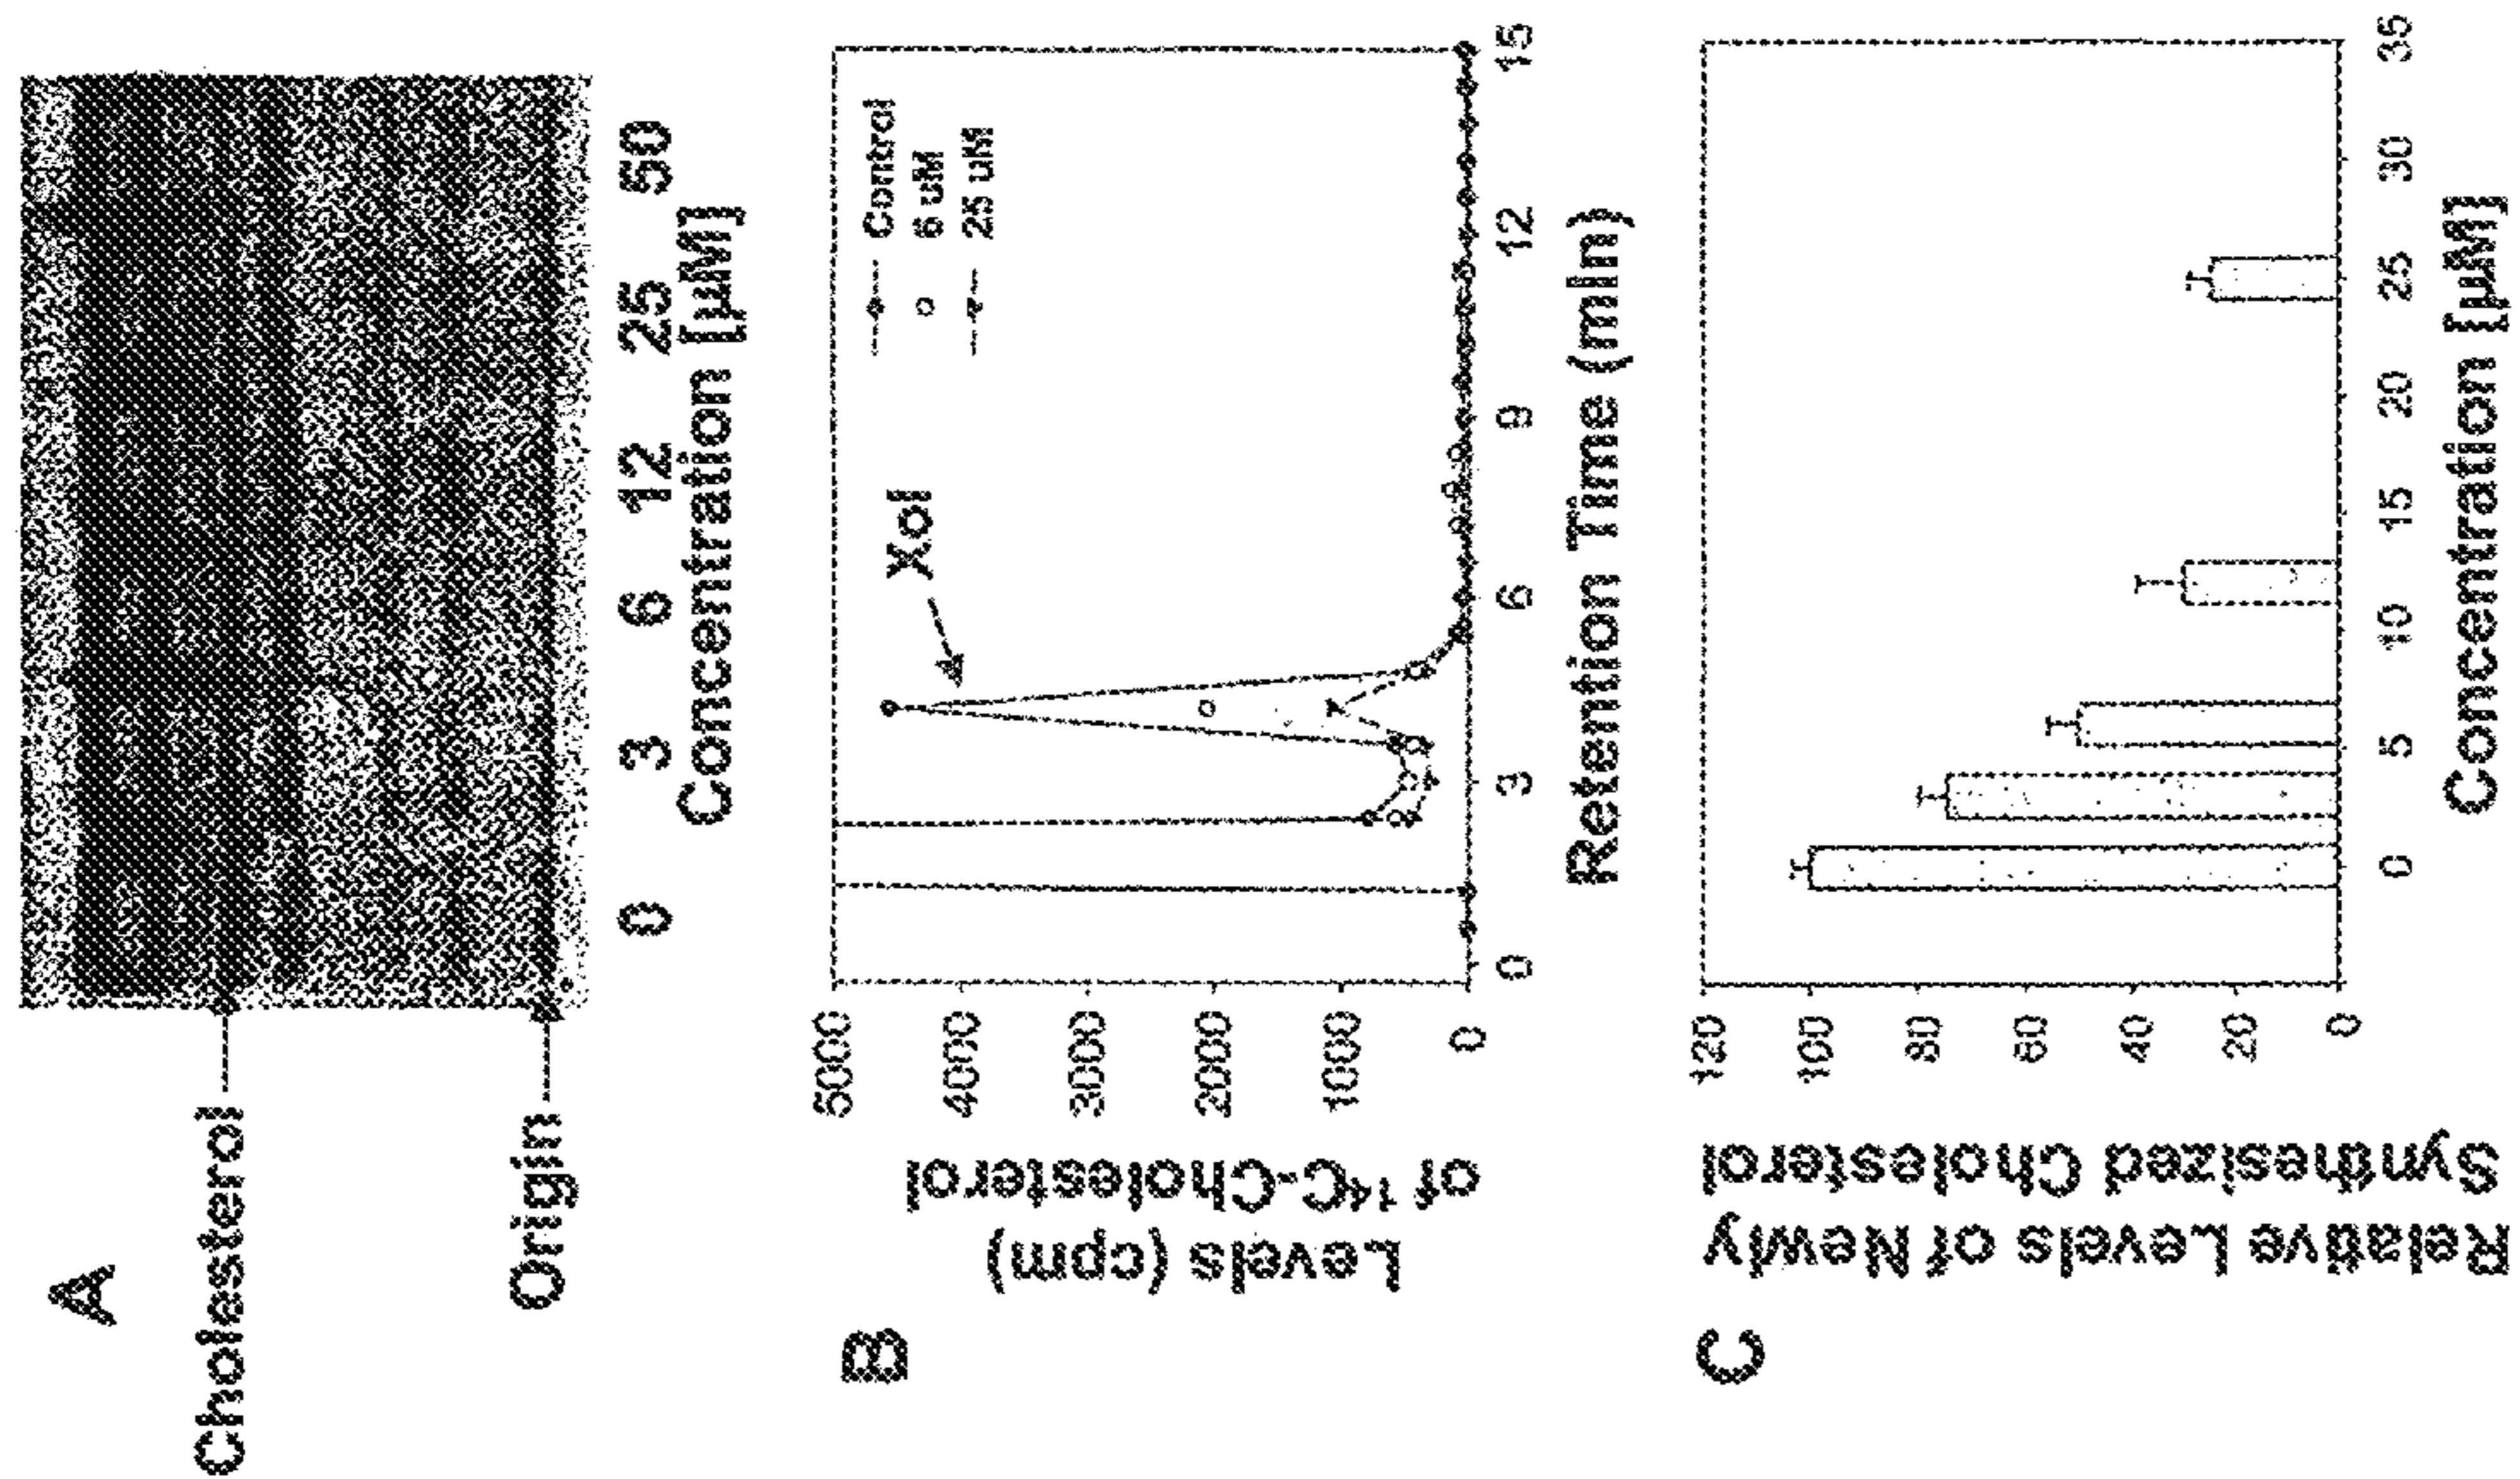 A
Cholesterol
Origin
0 3 6 12 25 50
Concentration [µM]
B
Levels (cpm)
of ¹⁴C-Cholesterol
5000
4000
3000
2000
1000
0
Control
6 uM
25 uM
Xol
0 3 6 9 12 15
Retention Time (min)
C
Relative Levels of Newly
Synthesized Cholesterol
120
100
80
60
40
20
0
0 5 10 15 20 25 30 35
Concentration [µM]